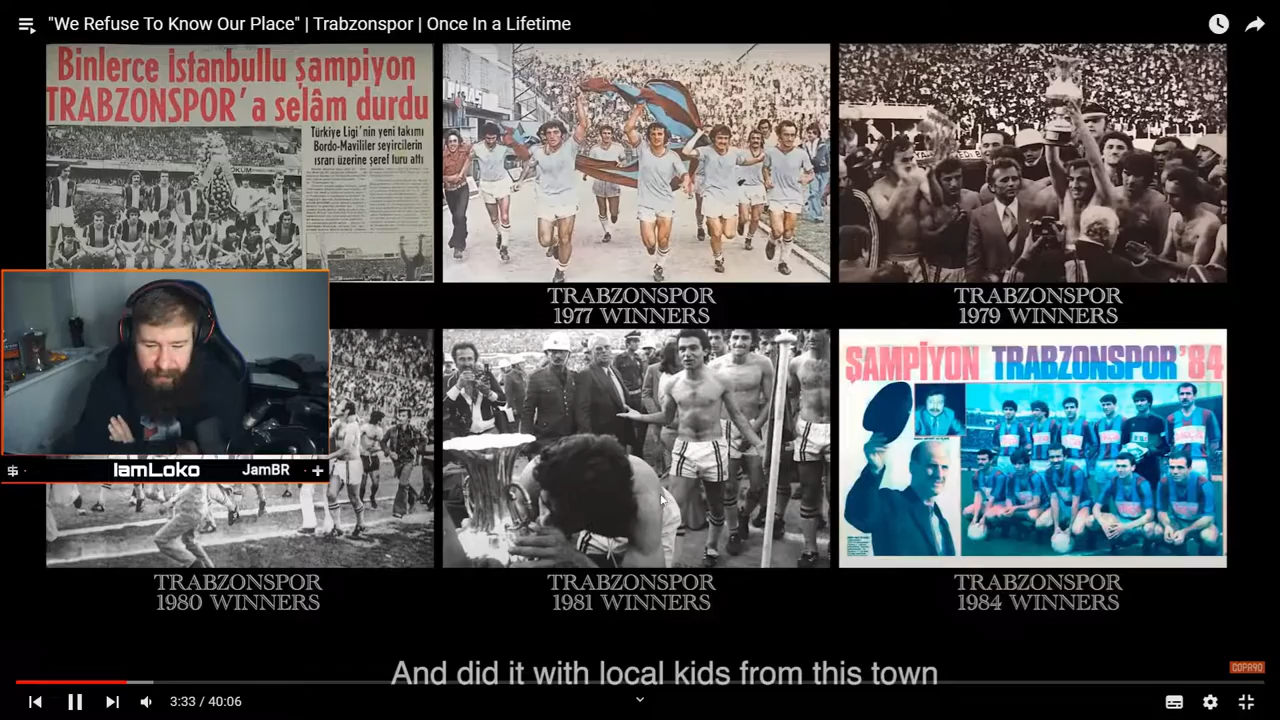 "We Refuse To Know Our Place" | Trabzonspor | Once In a Lifetime
Binlerce İstanbullu şampiyon
TRABZONSPOR'a selâm durdu
Türkiye Ligi'nin yeni takımı
Bordo-Mavililer seyircilerin
ısrarı üzerine şeref turu attı
TRABZONSPOR
1977 WINNERS
TRABZONSPOR
1979 WINNERS
IamLoko
JamBR
TRABZONSPOR
1980 WINNERS
TRABZONSPOR
1981 WINNERS
ŞAMPİYON TRABZONSPOR'84
TRABZONSPOR
1984 WINNERS
And did it with local kids from this town
COPA90
3:33 / 40:06